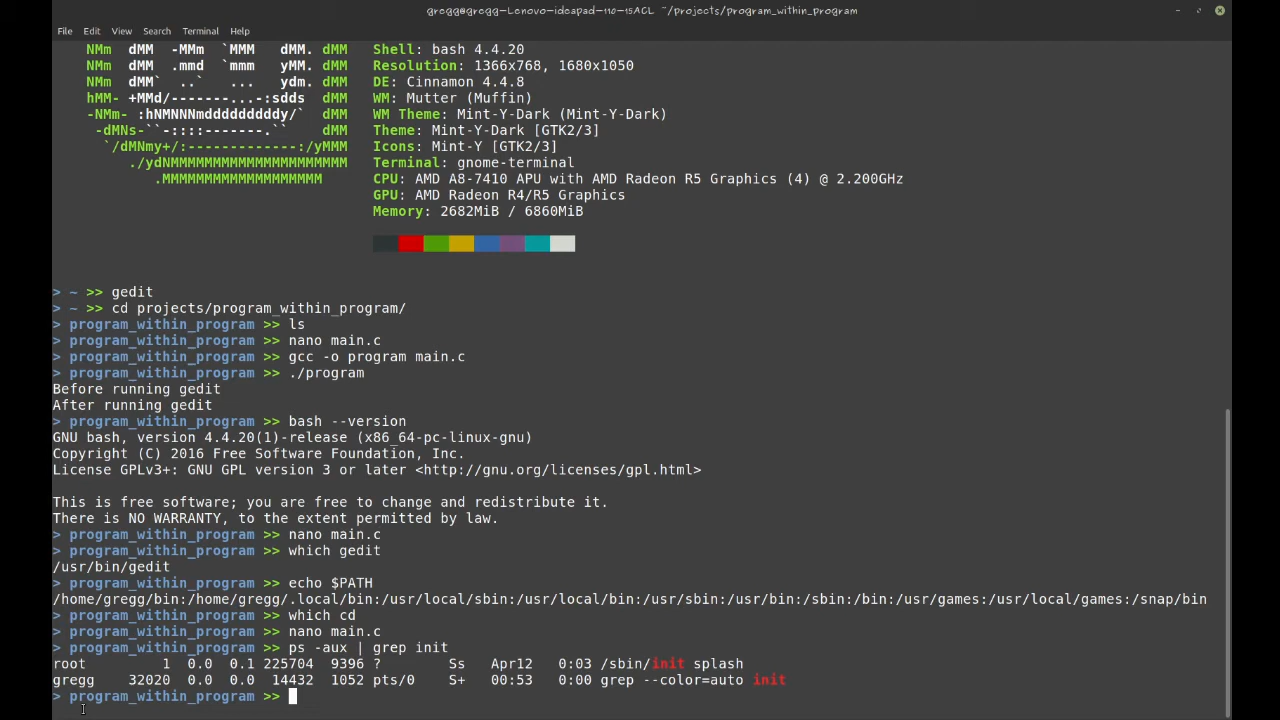 gregg@gregg-Lenovo-ideapad-110-15ACL ~/projects/program_within_program
File Edit View Search Terminal Help
NMm dMM -MMm `MMM dMM. dMM Shell: bash 4.4.20
NMm dMM .mmd `mmm yMM. dMM Resolution: 1366x768, 1680x1050
NMm dMM` ..` ... ydm. dMM DE: Cinnamon 4.4.8
hMM- +MMd/-------...-:sdds dMM WM: Mutter (Muffin)
-NMm- :hNMNNNmdddddddddy/` dMM WM Theme: Mint-Y-Dark (Mint-Y-Dark)
-dMNs-``-::::-------.`` dMM Theme: Mint-Y-Dark [GTK2/3]
`/dMNmy+/:-------------:/yMMM Icons: Mint-Y [GTK2/3]
./ydNMMMMMMMMMMMMMMMMMMMMM Terminal: gnome-terminal
.MMMMMMMMMMMMMMMMMMM CPU: AMD A8-7410 APU with AMD Radeon R5 Graphics (4) @ 2.200GHz
GPU: AMD Radeon R4/R5 Graphics
Memory: 2682MiB / 6860MiB
> ~ >> gedit
> ~ >> cd projects/program_within_program/
> program_within_program >> ls
> program_within_program >> nano main.c
> program_within_program >> gcc -o program main.c
> program_within_program >> ./program
Before running gedit
After running gedit
> program_within_program >> bash --version
GNU bash, version 4.4.20(1)-release (x86_64-pc-linux-gnu)
Copyright (C) 2016 Free Software Foundation, Inc.
License GPLv3+: GNU GPL version 3 or later <http://gnu.org/licenses/gpl.html>
This is free software; you are free to change and redistribute it.
There is NO WARRANTY, to the extent permitted by law.
> program_within_program >> nano main.c
> program_within_program >> which gedit
/usr/bin/gedit
> program_within_program >> echo $PATH
/home/gregg/bin:/home/gregg/.local/bin:/usr/local/sbin:/usr/local/bin:/usr/sbin:/usr/bin:/sbin:/bin:/usr/games:/usr/local/games:/snap/bin
> program_within_program >> which cd
> program_within_program >> nano main.c
> program_within_program >> ps -aux | grep init
root 1 0.0 0.1 225704 9396 ? Ss Apr12 0:03 /sbin/init splash
gregg 32020 0.0 0.0 14432 1052 pts/0 S+ 00:53 0:00 grep --color=auto init
> program_within_program >>